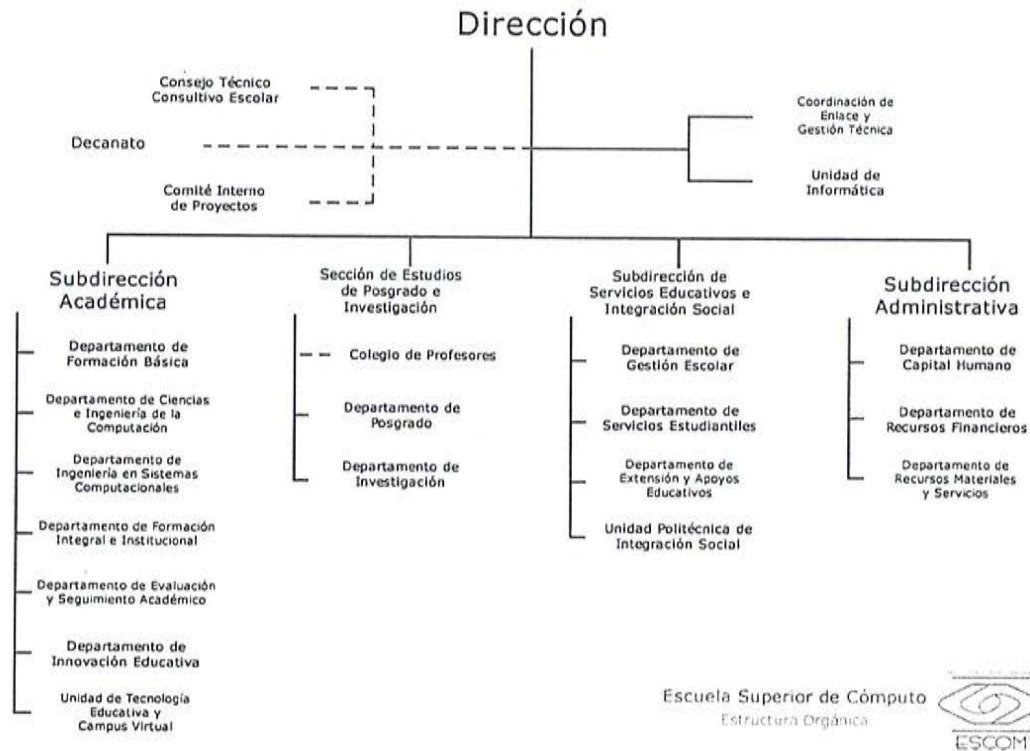 Dirección
Consejo Técnico
Consultivo Escolar
Decanato
Comité Interno
de Proyectos
Coordinación de
Enlace y
Gestión Técnica
Unidad de
Informática
Subdirección
Académica
Departamento de
Formación Básica
Departamento de Ciencias
e Ingeniería de la
Computación
Departamento de
Ingeniería en Sistemas
Computacionales
Departamento de Formación
Integral e Institucional
Departamento de Evaluación
y Seguimiento Académico
Departamento de
Innovación Educativa
Unidad de Tecnología
Educativa y
Campus Virtual
Sección de Estudios
de Posgrado e
Investigación
Colegio de Profesores
Departamento de
Posgrado
Departamento de
Investigación
Subdirección de
Servicios Educativos e
Integración Social
Departamento de
Gestión Escolar
Departamento de
Servicios Estudiantiles
Departamento de
Extensión y Apoyos
Educativos
Unidad Politécnica de
Integración Social
Subdirección
Administrativa
Departamento de
Capital Humano
Departamento de
Recursos Financieros
Departamento de
Recursos Materiales
y Servicios
Escuela Superior de Cómputo
Estructura Orgánica
ESCOM